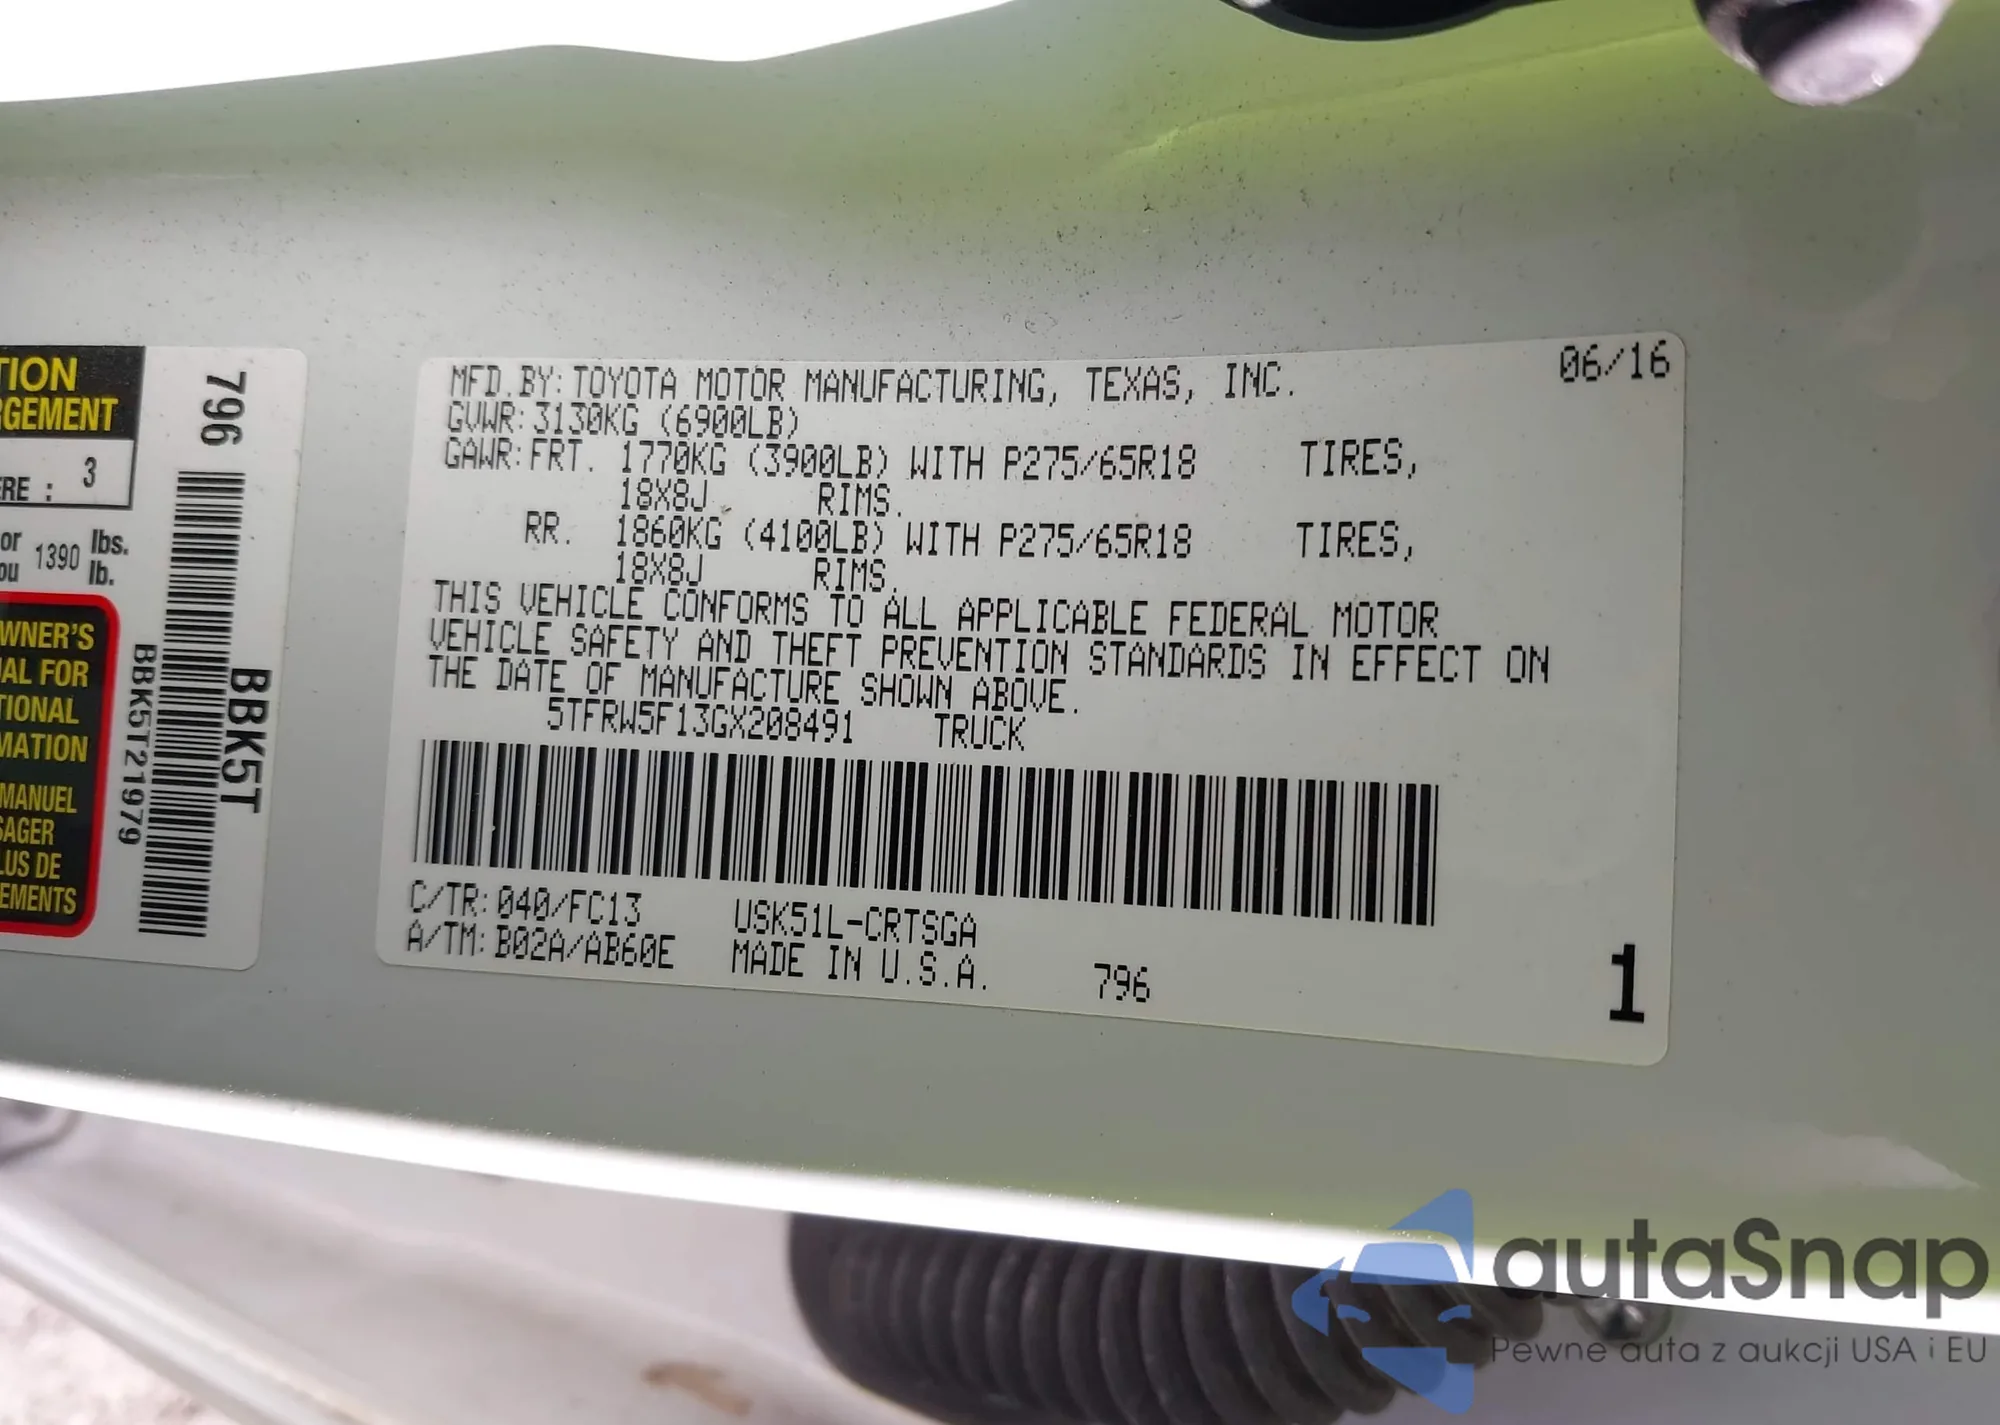 TION
RGEMENT
ERE : 3
or
ou
1390
lbs.
lb.
WNER'S
UAL FOR
TIONAL
MATION
MANUEL
SAGER
LUS DE
EMENTS
796
BBK5T
BBK5T21979
06/16
MFD.BY:TOYOTA MOTOR MANUFACTURING, TEXAS, INC.
GVWR:3130KG (6900LB)
GAWR:FRT. 1770KG (3900LB) WITH P275/65R18 TIRES,
18X8J RIMS.
RR. 1860KG (4100LB) WITH P275/65R18 TIRES,
18X8J RIMS.
THIS VEHICLE CONFORMS TO ALL APPLICABLE FEDERAL MOTOR
VEHICLE SAFETY AND THEFT PREVENTION STANDARDS IN EFFECT ON
THE DATE OF MANUFACTURE SHOWN ABOVE.
5TFRW5F13GX208491 TRUCK
C/TR:040/FC13 USK51L-CRTSGA
A/TM:B02A/AB60E MADE IN U.S.A. 796
1
autaSnap
Pewne auta z aukcji USA i EU